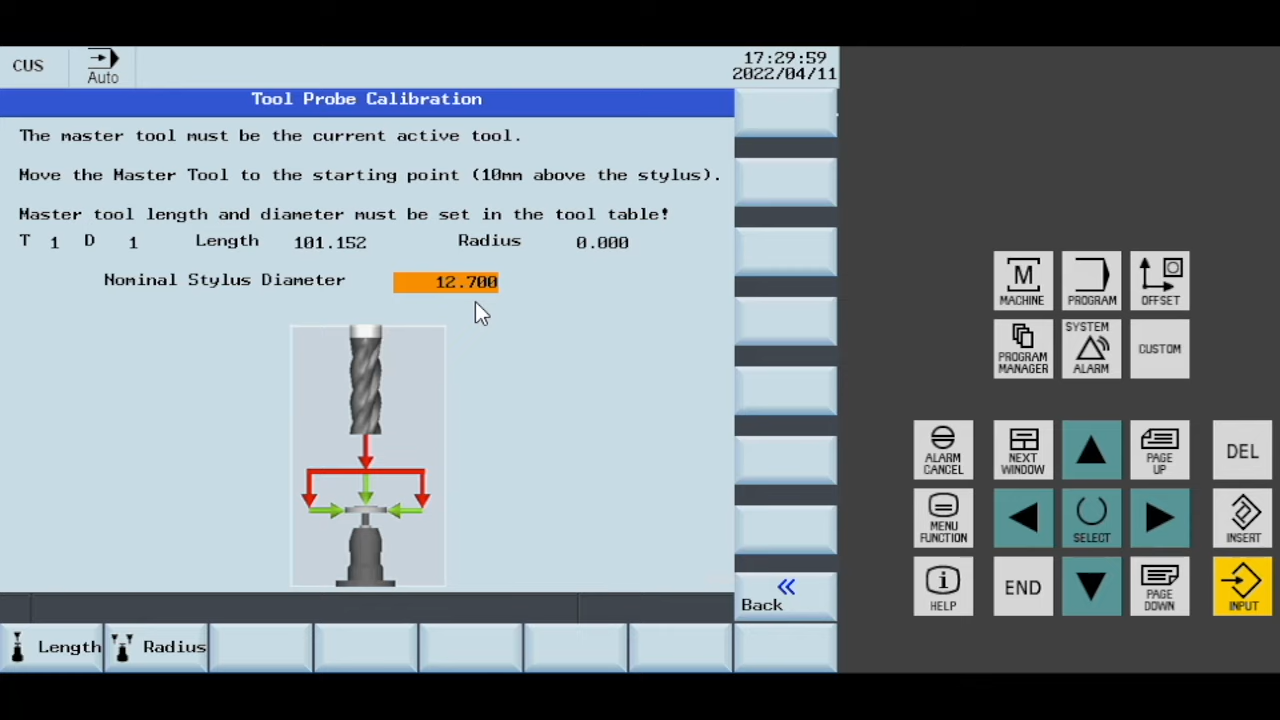 CUS
Auto
17:29:59
2022/04/11
Tool Probe Calibration
The master tool must be the current active tool.
Move the Master Tool to the starting point (10mm above the stylus).
Master tool length and diameter must be set in the tool table!
T 1 D 1 Length 101.152 Radius 0.000
Nominal Stylus Diameter 12.700
Back
Length Radius
M
MACHINE
PROGRAM
OFFSET
PROGRAM
MANAGER
SYSTEM
ALARM
CUSTOM
ALARM
CANCEL
NEXT
WINDOW
PAGE
UP
DEL
MENU
FUNCTION
SELECT
INSERT
HELP
END
PAGE
DOWN
INPUT